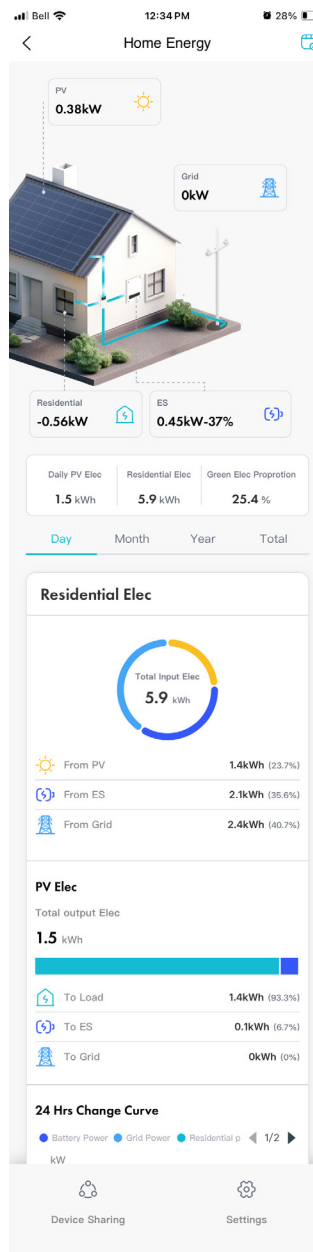 Bell 12:34 PM 28%
Home Energy
PV
0.38kW
Grid
0kW
Residential
-0.56kW
ES
0.45kW-37%
Daily PV Elec Residential Elec Green Elec Proprotion
1.5 kWh 5.9 kWh 25.4 %
Day Month Year Total
Residential Elec
Total Input Elec
5.9 kWh
From PV 1.4kWh (23.7%)
From ES 2.1kWh (35.6%)
From Grid 2.4kWh (40.7%)
PV Elec
Total output Elec
1.5 kWh
To Load 1.4kWh (93.3%)
To ES 0.1kWh (6.7%)
To Grid 0kWh (0%)
24 Hrs Change Curve
Battery Power Grid Power Residential p 1/2
kW
Device Sharing Settings